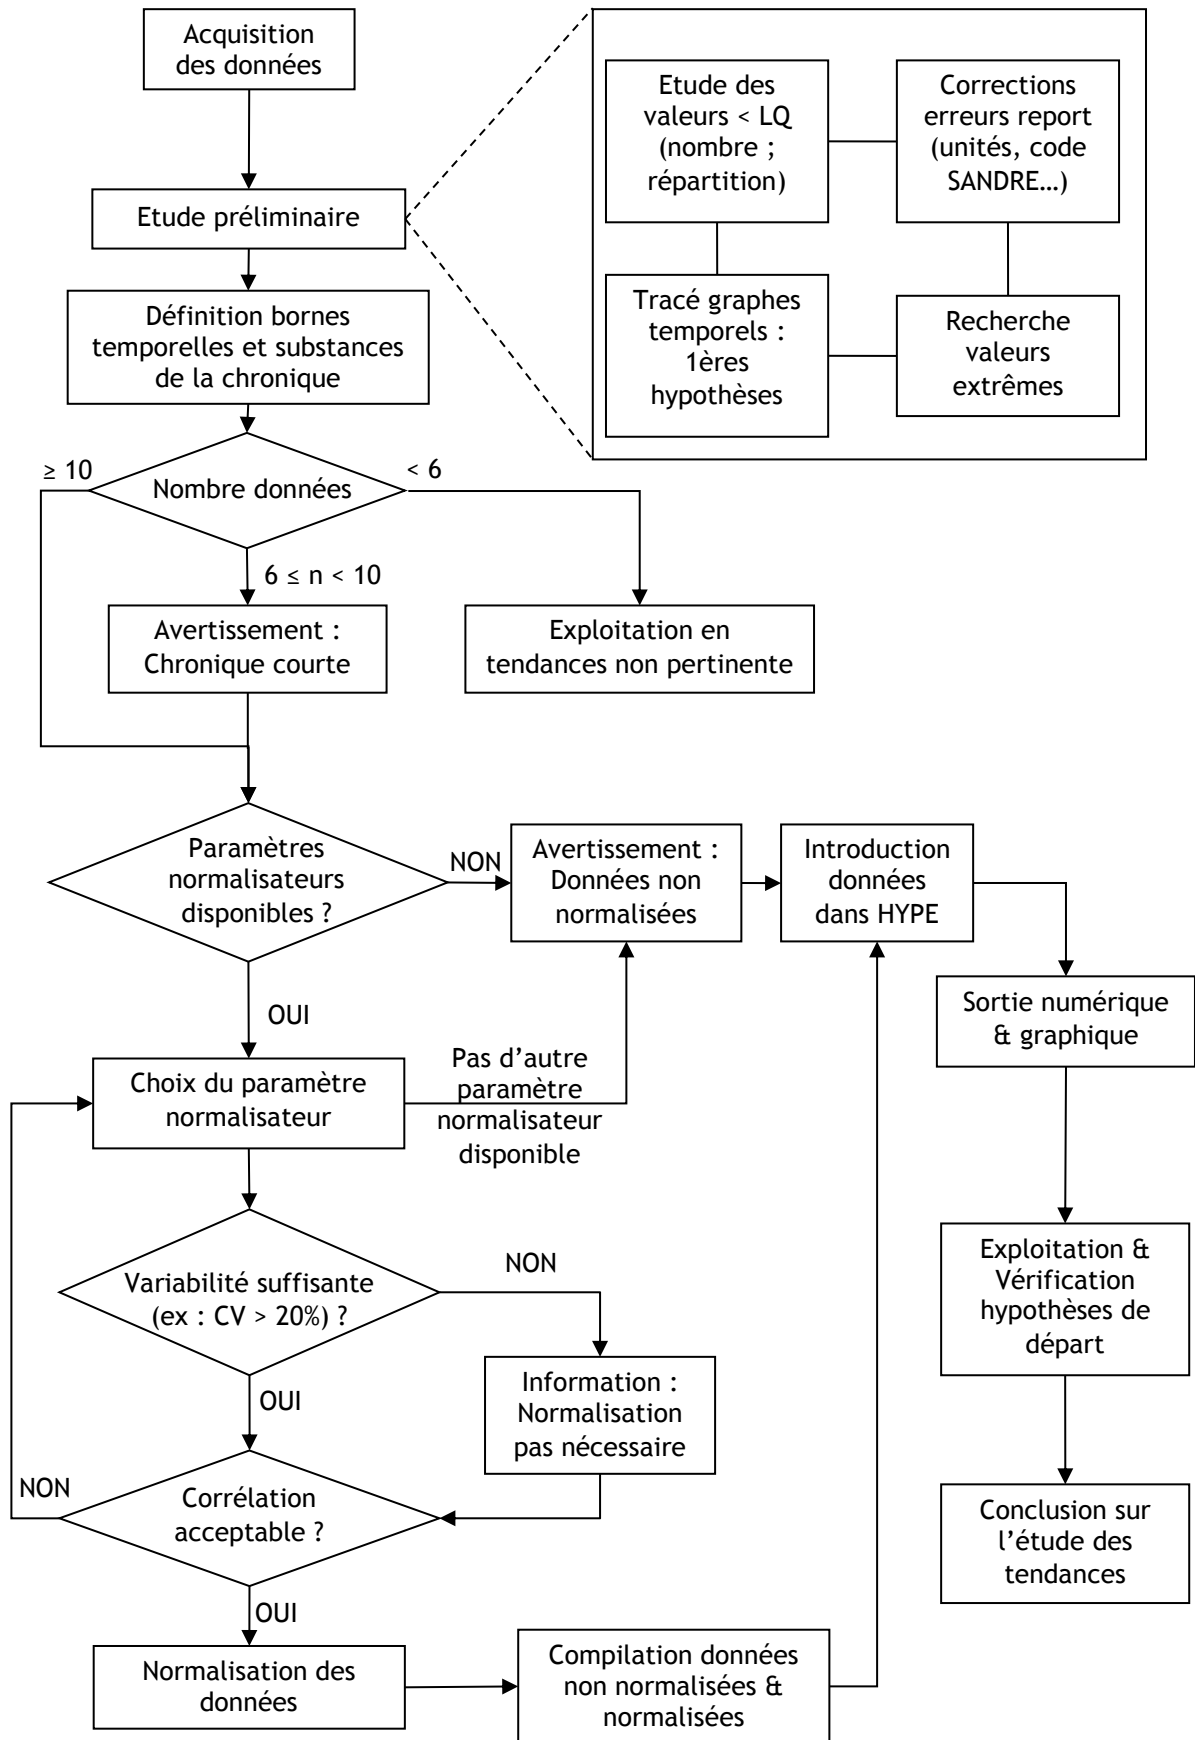 Acquisition
des données
Etude préliminaire
Etude des
valeurs < LQ
(nombre ;
répartition)
Corrections
erreurs report
(unités, code
SANDRE…)
Tracé graphes
temporels :
1ères
hypothèses
Recherche
valeurs
extrêmes
Définition bornes
temporelles et substances
de la chronique
≥ 10
Nombre données
< 6
6 ≤ n < 10
Avertissement :
Chronique courte
Exploitation en
tendances non pertinente
Paramètres
normalisateurs
disponibles ?
NON
Avertissement :
Données non
normalisées
Introduction
données
dans HYPE
OUI
Sortie numérique
& graphique
Choix du paramètre
normalisateur
Pas d’autre
paramètre
normalisateur
disponible
Variabilité suffisante
(ex : CV > 20%) ?
NON
Information :
Normalisation
pas nécessaire
Exploitation &
Vérification
hypothèses de
départ
OUI
NON
Corrélation
acceptable ?
Conclusion sur
l’étude des
tendances
OUI
Normalisation des
données
Compilation données
non normalisées &
normalisées